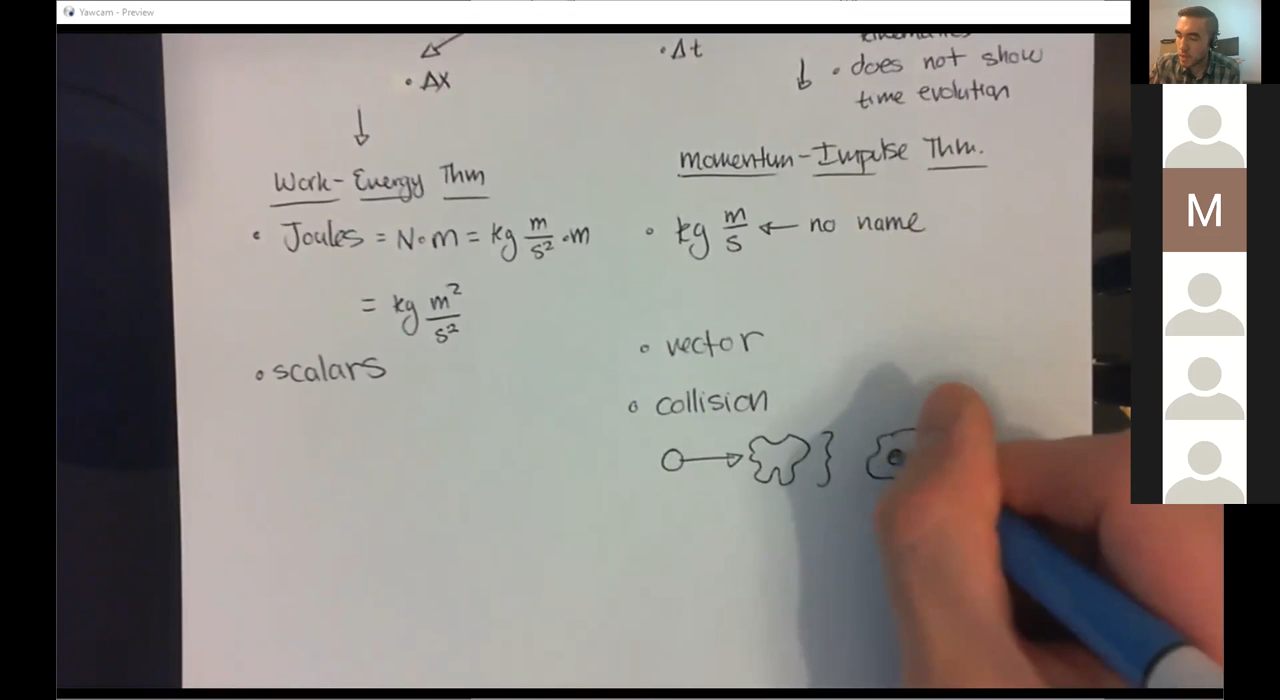 Yawcam - Preview
• Δx
• Δt
• does not show
time evolution
Work-Energy Thm
• Joules = N·m = kg m/s² · m
= kg m²/s²
• scalars
Momentum-Impulse Thm.
• kg m/s ← no name
• vector
• collision
M